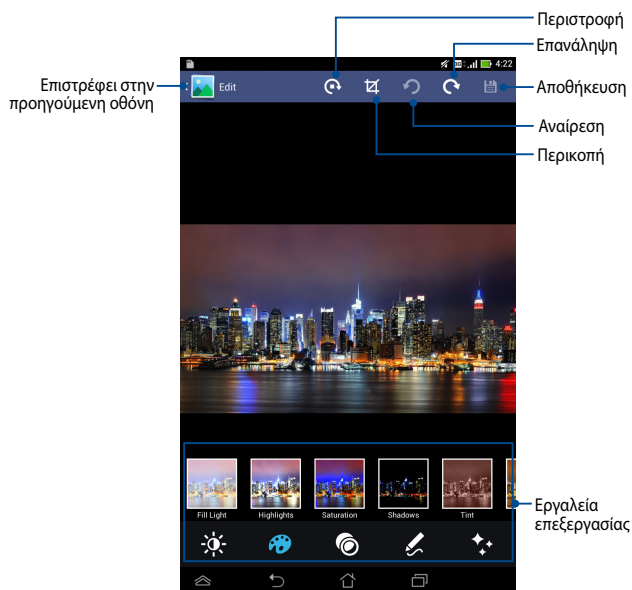 Περιστροφή
Επανάληψη
4:22
Επιστρέφει στην
προηγούμενη οθόνη
Edit
Αποθήκευση
Αναίρεση
Περικοπή
Fill Light
Highlights
Saturation
Shadows
Tint
Εργαλεία
επεξεργασίας